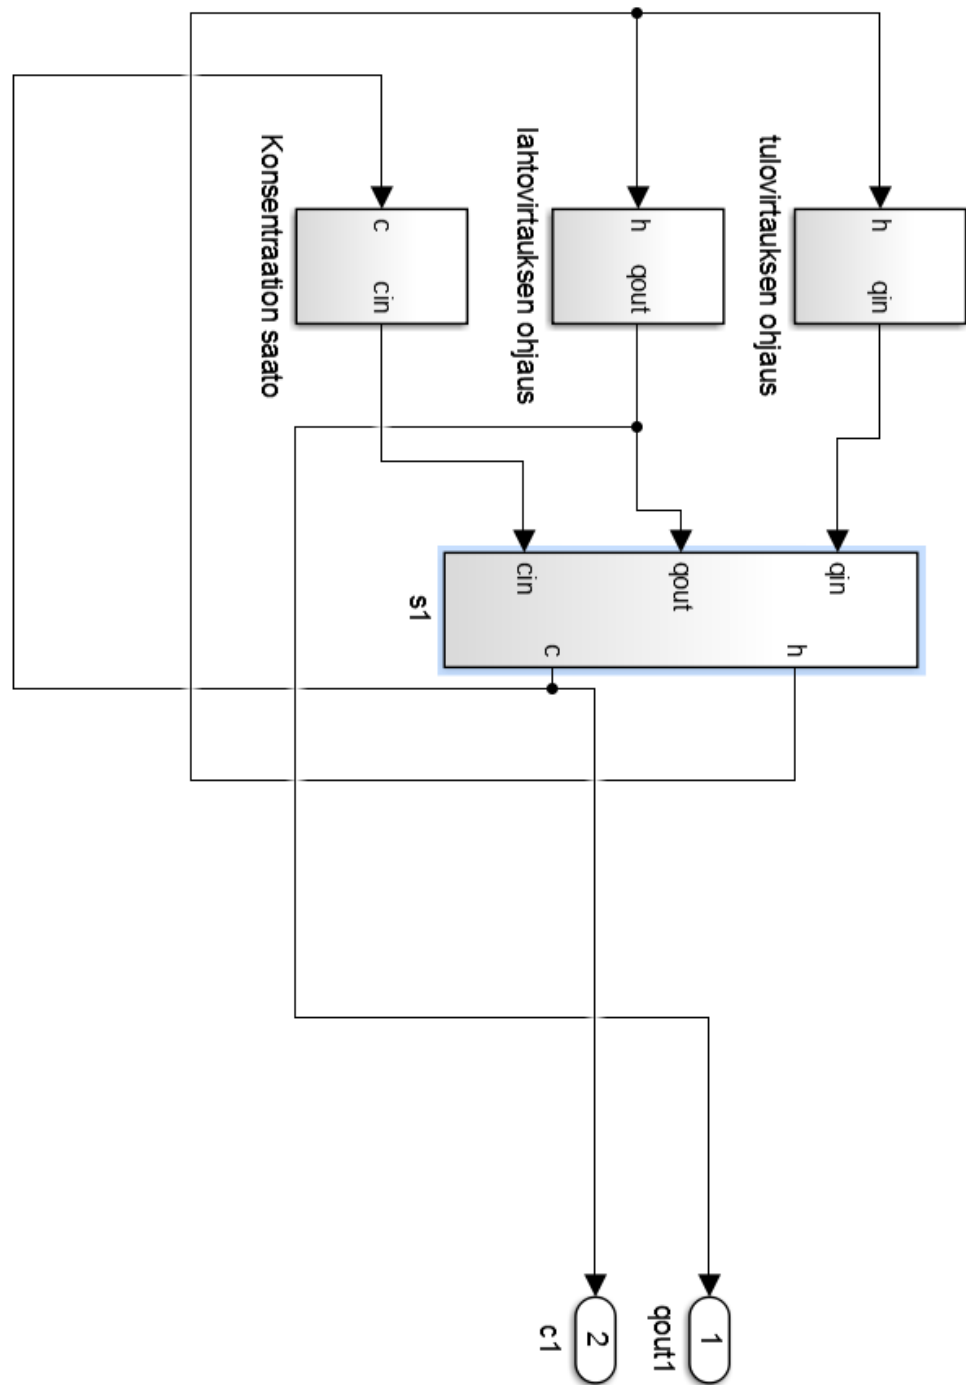 h
qin
tulovirtauksen ohjaus
h
qout
lahtovirtauksen ohjaus
c
cin
Konsentraation saato
qin
qout
cin
h
c
s1
1
qout1
2
c1